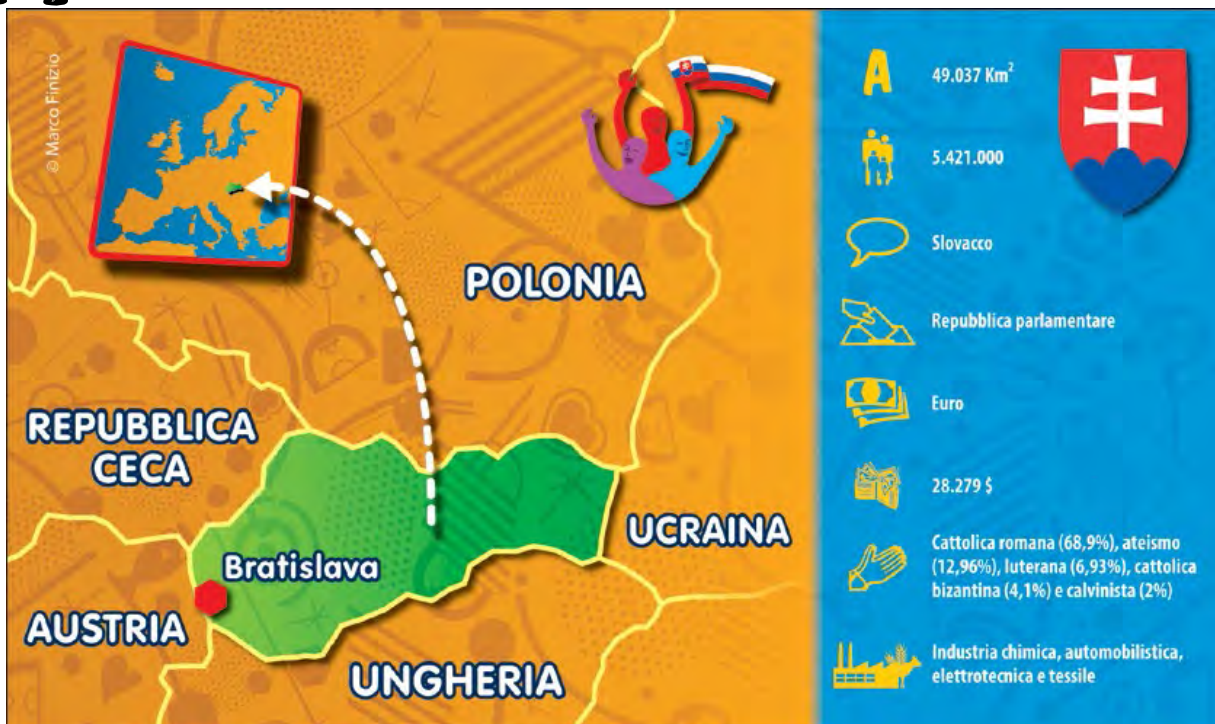 © Marco Finizio
POLONIA
REPUBBLICA
CECA
Bratislava
UCRAINA
AUSTRIA
UNGHERIA
A
49.037 Km²
5.421.000
Slovacco
Repubblica parlamentare
Euro
28.279 $
Cattolica romana (68,9%), ateismo
(12,96%), luterana (6,93%), cattolica
bizantina (4,1%) e calvinista (2%)
Industria chimica, automobilistica,
elettrotecnica e tessile